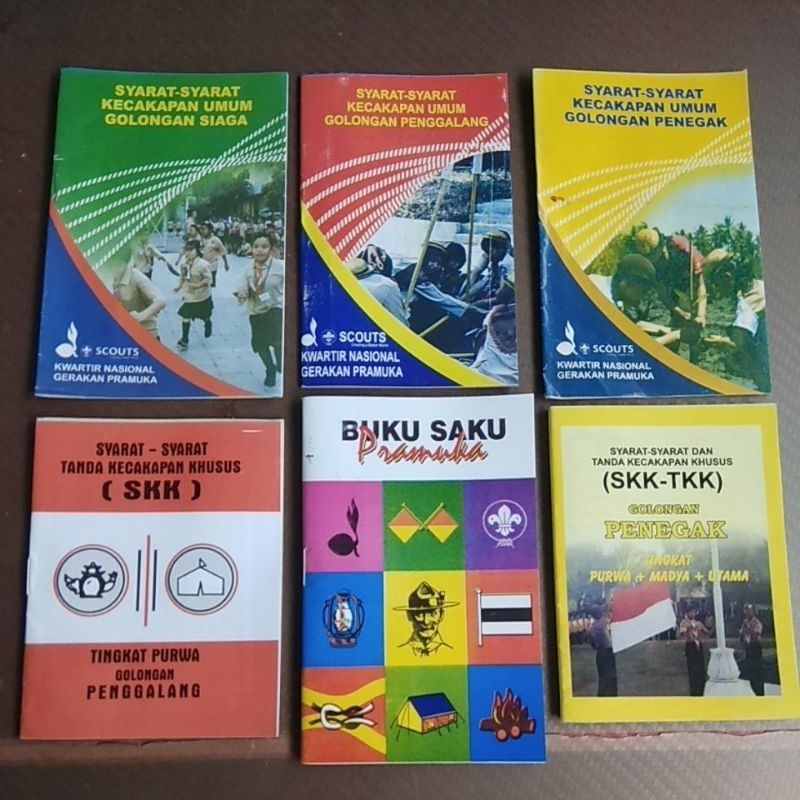 SYARAT-SYARAT
KECAKAPAN UMUM
GOLONGAN SIAGA
SCOUTS
KWARTIR NASIONAL
GERAKAN PRAMUKA
SYARAT-SYARAT
KECAKAPAN UMUM
GOLONGAN PENGGALANG
SCOUTS
KWARTIR NASIONAL
GERAKAN PRAMUKA
SYARAT-SYARAT
KECAKAPAN UMUM
GOLONGAN PENEGAK
SCOUTS
KWARTIR NASIONAL
GERAKAN PRAMUKA
SYARAT - SYARAT
TANDA KECAKAPAN KHUSUS
( SKK )
TINGKAT PURWA
GOLONGAN
PENGGALANG
BUKU SAKU
Pramuka
SYARAT-SYARAT DAN
TANDA KECAKAPAN KHUSUS
(SKK-TKK)
GOLONGAN
PENEGAK
TINGKAT
PURWA + MADYA + UTAMA